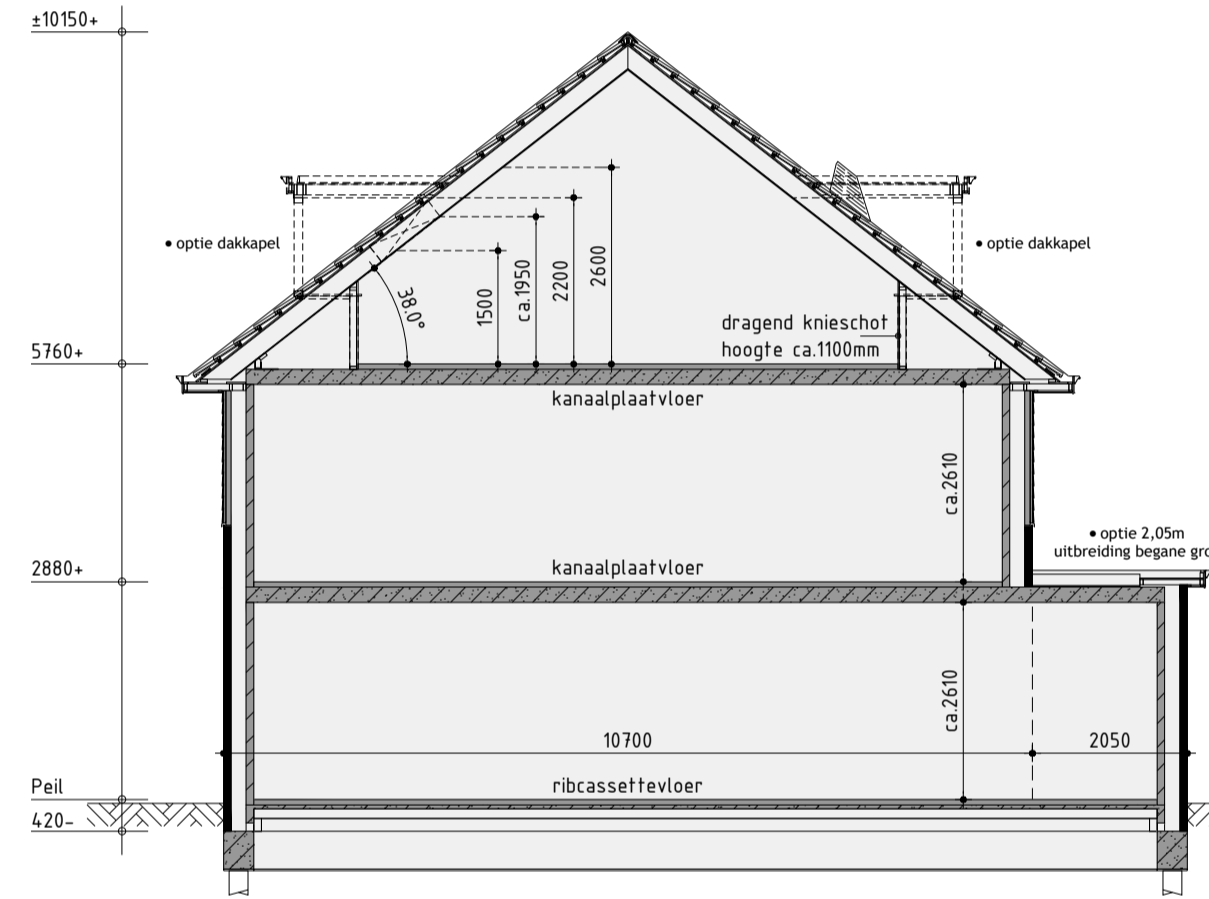 ±10150+
• optie dakkapel
• optie dakkapel
2600
2200
ca.1950
1500
38.0°
dragend knieschot
hoogte ca.1100mm
5760+
kanaalplaatvloer
ca.2610
• optie 2,05m
uitbreiding begane gro
2880+
kanaalplaatvloer
ca.2610
10700
2050
Peil
ribcassettevloer
420-